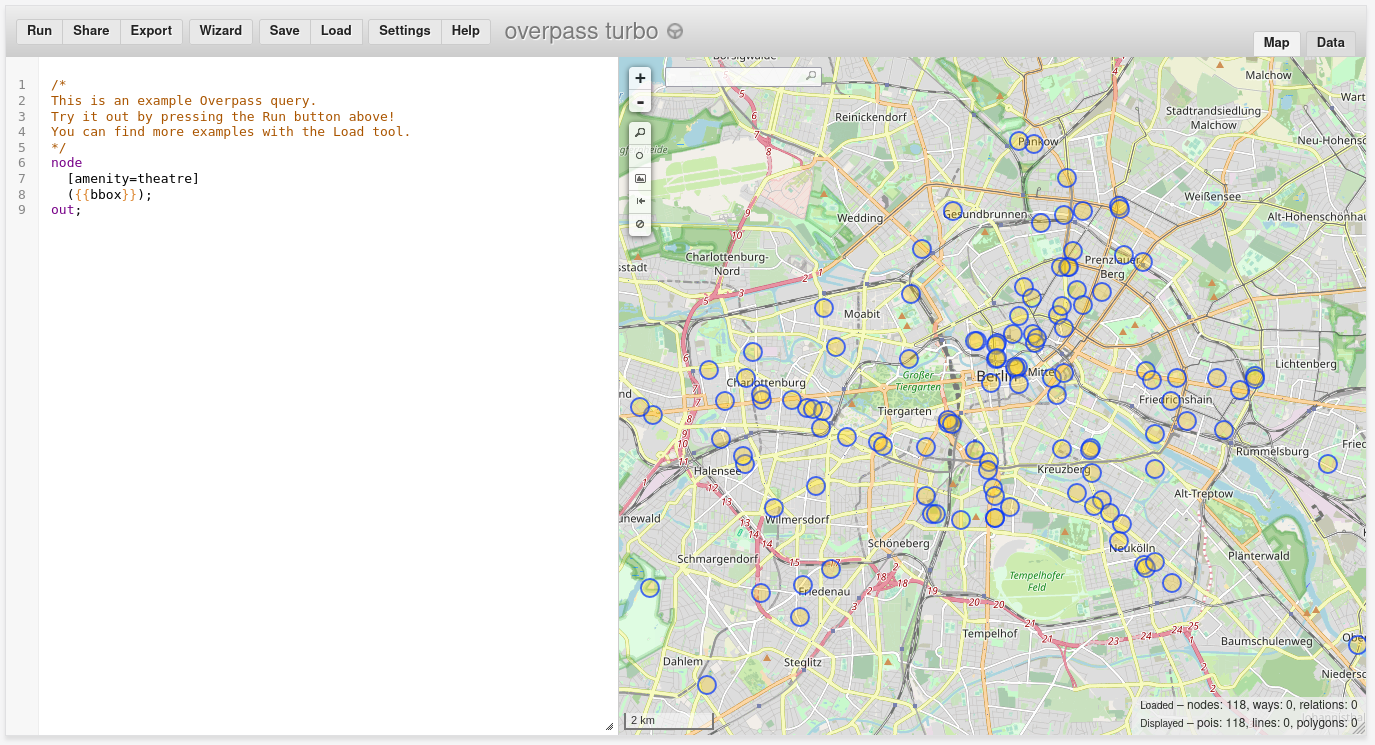 Run Share Export Wizard Save Load Settings Help overpass turbo
Map Data
1 /*
2 This is an example Overpass query.
3 Try it out by pressing the Run button above!
4 You can find more examples with the Load tool.
5 */
6 node
7 [amenity=theatre]
8 ({{bbox}});
9 out;
+
-
Malchow
Reinickendorf
Stadtrandsiedlung
Malchow
Pankow
Weißensee
Wedding
Gesundbrunnen
Charlottenburg-
Nord
Prenzlauer
Berg
Moabit
Lichtenberg
Großer
Tiergarten
Berlin
Mitte
Charlottenburg
Friedrichshain
Tiergarten
Rummelsburg
Halensee
Kreuzberg
Alt-Treptow
Wilmersdorf
Schöneberg
Neukölln
Plänterwald
Schmargendorf
Tempelhofer
Feld
Friedenau
Tempelhof
Baumschulenweg
Dahlem
Steglitz
2 km
Loaded – nodes: 118, ways: 0, relations: 0
Displayed – pois: 118, lines: 0, polygons: 0